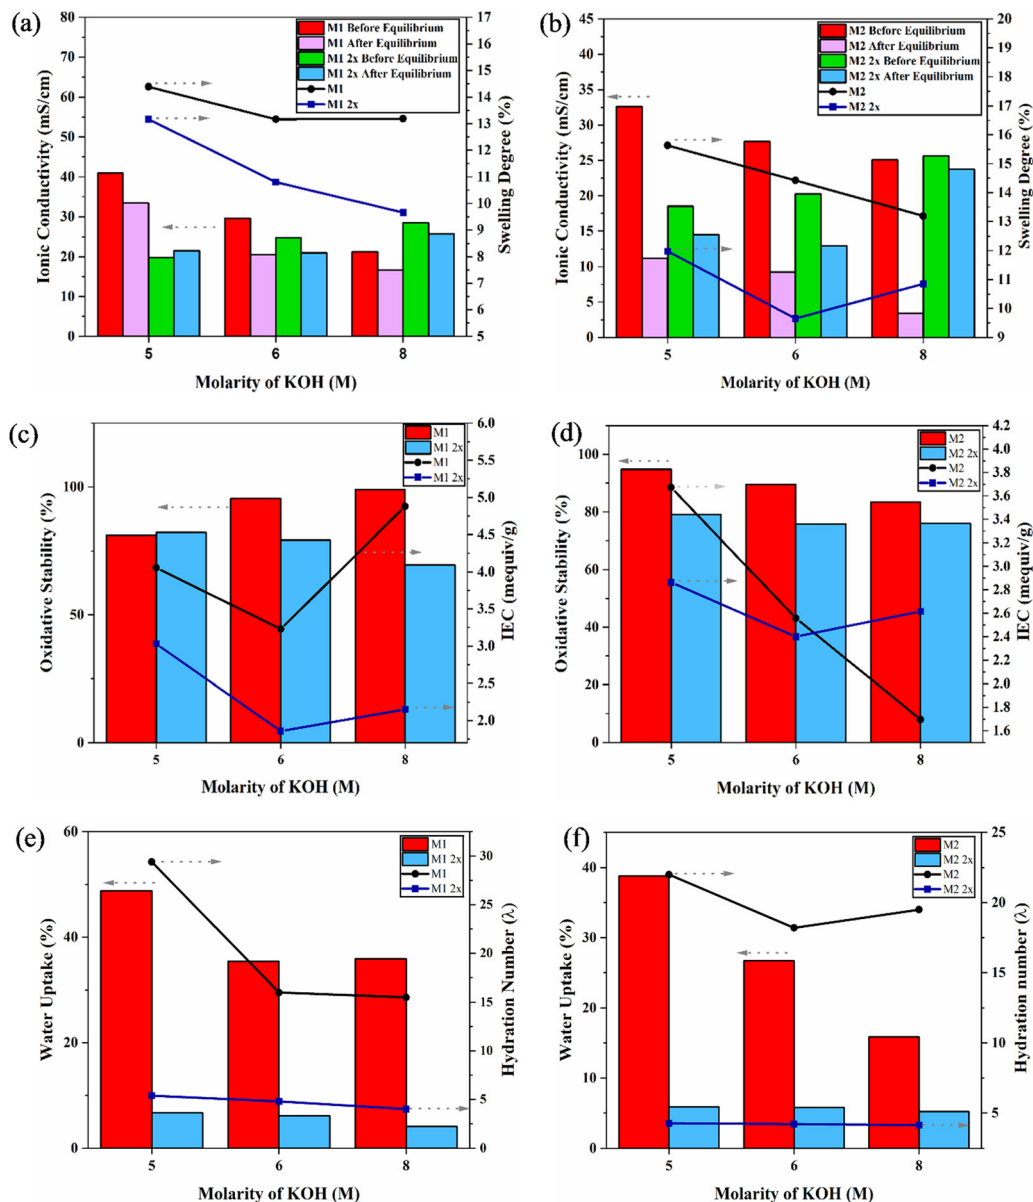 (a)
80
70
60
50
40
30
20
10
0
Ionic Conductivity (mS/cm)
M1 Before Equilibrium
M1 After Equilibrium
M1 2x Before Equilibrium
M1 2x After Equilibrium
M1
M1 2x
17
16
15
14
13
12
11
10
9
8
7
6
5
Swelling Degree (%)
5 6 8
Molarity of KOH (M)
(b)
45
40
35
30
25
20
15
10
5
0
Ionic Conductivity (mS/cm)
M2 Before Equilibrium
M2 After Equilibrium
M2 2x Before Equilibrium
M2 2x After Equilibrium
M2
M2 2x
20
19
18
17
16
15
14
13
12
11
10
9
Swelling Degree (%)
5 6 8
Molarity of KOH (M)
(c)
100
50
0
Oxidative Stability (%)
M1
M1 2x
M1
M1 2x
6.0
5.5
5.0
4.5
4.0
3.5
3.0
2.5
2.0
IEC (mequiv/g)
5 6 8
Molarity of KOH (M)
(d)
100
80
60
40
20
0
Oxidative Stability (%)
M2
M2 2x
M2
M2 2x
4.2
4.0
3.8
3.6
3.4
3.2
3.0
2.8
2.6
2.4
2.2
2.0
1.8
1.6
IEC (mequiv/g)
5 6 8
Molarity of KOH (M)
(e)
60
50
40
30
20
10
0
Water Uptake (%)
M1
M1 2x
M1
M1 2x
30
25
20
15
10
5
0
Hydration Number (λ)
5 6 8
Molarity of KOH (M)
(f)
40
30
20
10
0
Water Uptake (%)
M2
M2 2x
M2
M2 2x
25
20
15
10
5
Hydration number (λ)
5 6 8
Molarity of KOH (M)